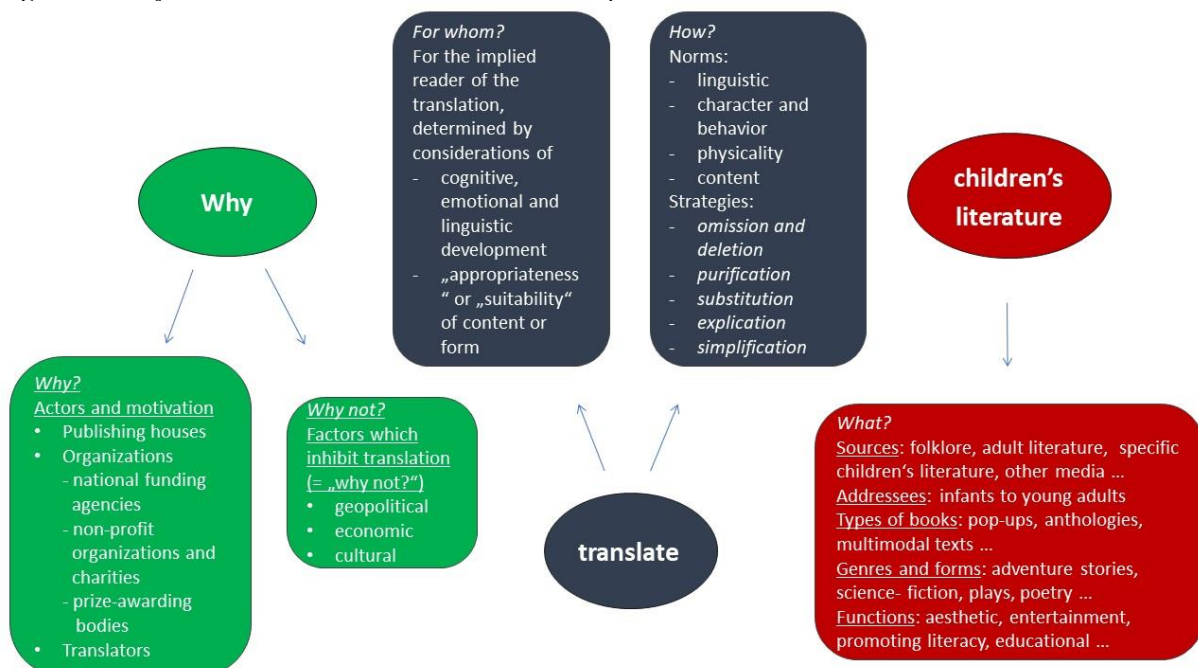 For whom?
For the implied
reader of the
translation,
determined by
considerations of
- cognitive,
emotional and
linguistic
development
- „appropriateness
“ or „suitability“
of content or
form
How?
Norms:
- linguistic
- character and
behavior
- physicality
- content
Strategies:
- omission and
deletion
- purification
- substitution
- explication
- simplification
Why
children’s
literature
Why?
Actors and motivation
• Publishing houses
• Organizations
- national funding
agencies
- non-profit
organizations and
charities
- prize-awarding
bodies
• Translators
Why not?
Factors which
inhibit translation
(= „why not?“)
• geopolitical
• economic
• cultural
translate
What?
Sources: folklore, adult literature, specific
children‘s literature, other media ...
Addressees: infants to young adults
Types of books: pop-ups, anthologies,
multimodal texts ...
Genres and forms: adventure stories,
science- fiction, plays, poetry ...
Functions: aesthetic, entertainment,
promoting literacy, educational ...